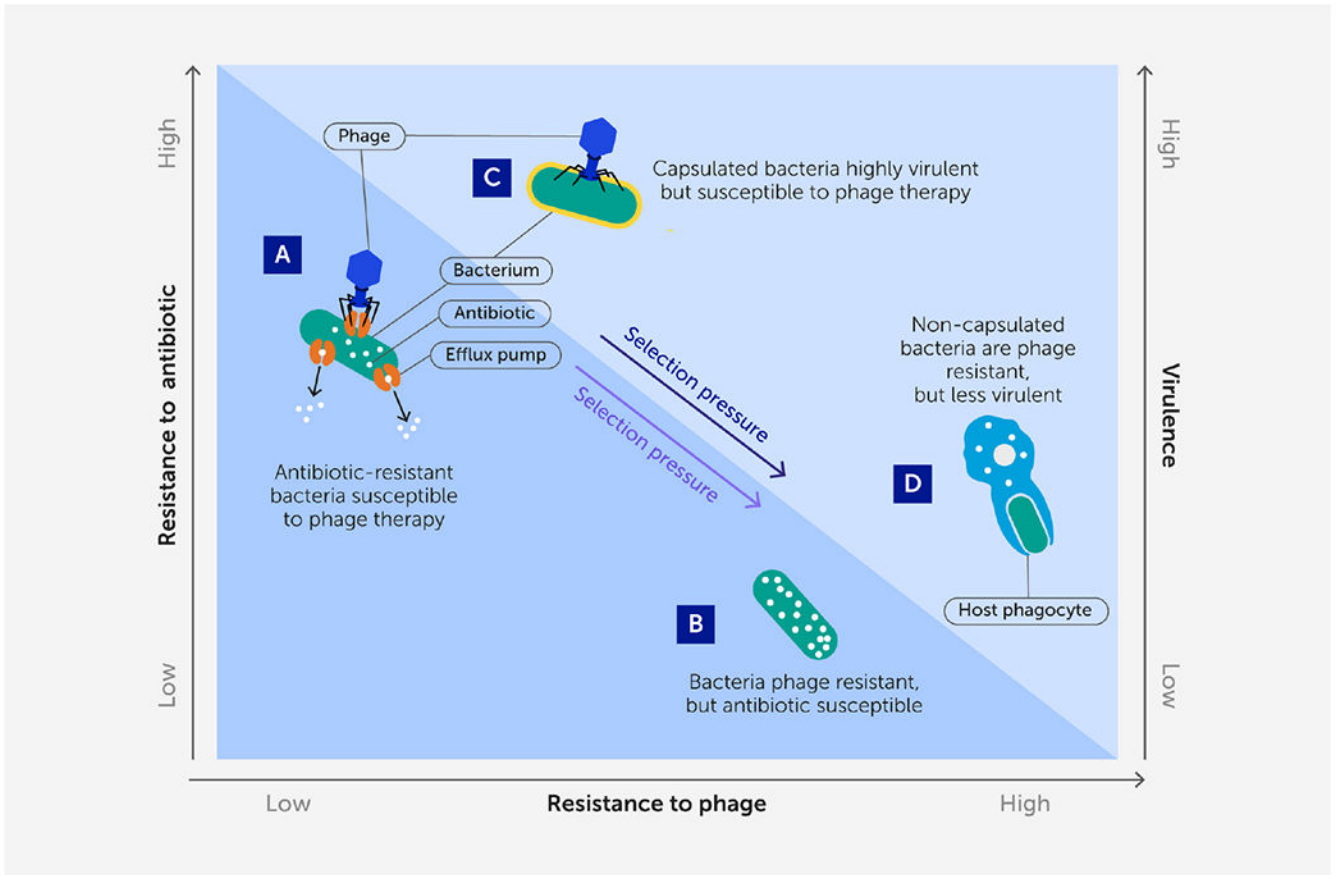 High
Resistance to antibiotic
Low
Phage
C
Capsulated bacteria highly virulent
but susceptible to phage therapy
A
Bacterium
Antibiotic
Efflux pump
Antibiotic-resistant
bacteria susceptible
to phage therapy
Selection pressure
Selection pressure
Non-capsulated
bacteria are phage
resistant,
but less virulent
D
Host phagocyte
B
Bacteria phage resistant,
but antibiotic susceptible
High
Virulence
Low
Low
Resistance to phage
High